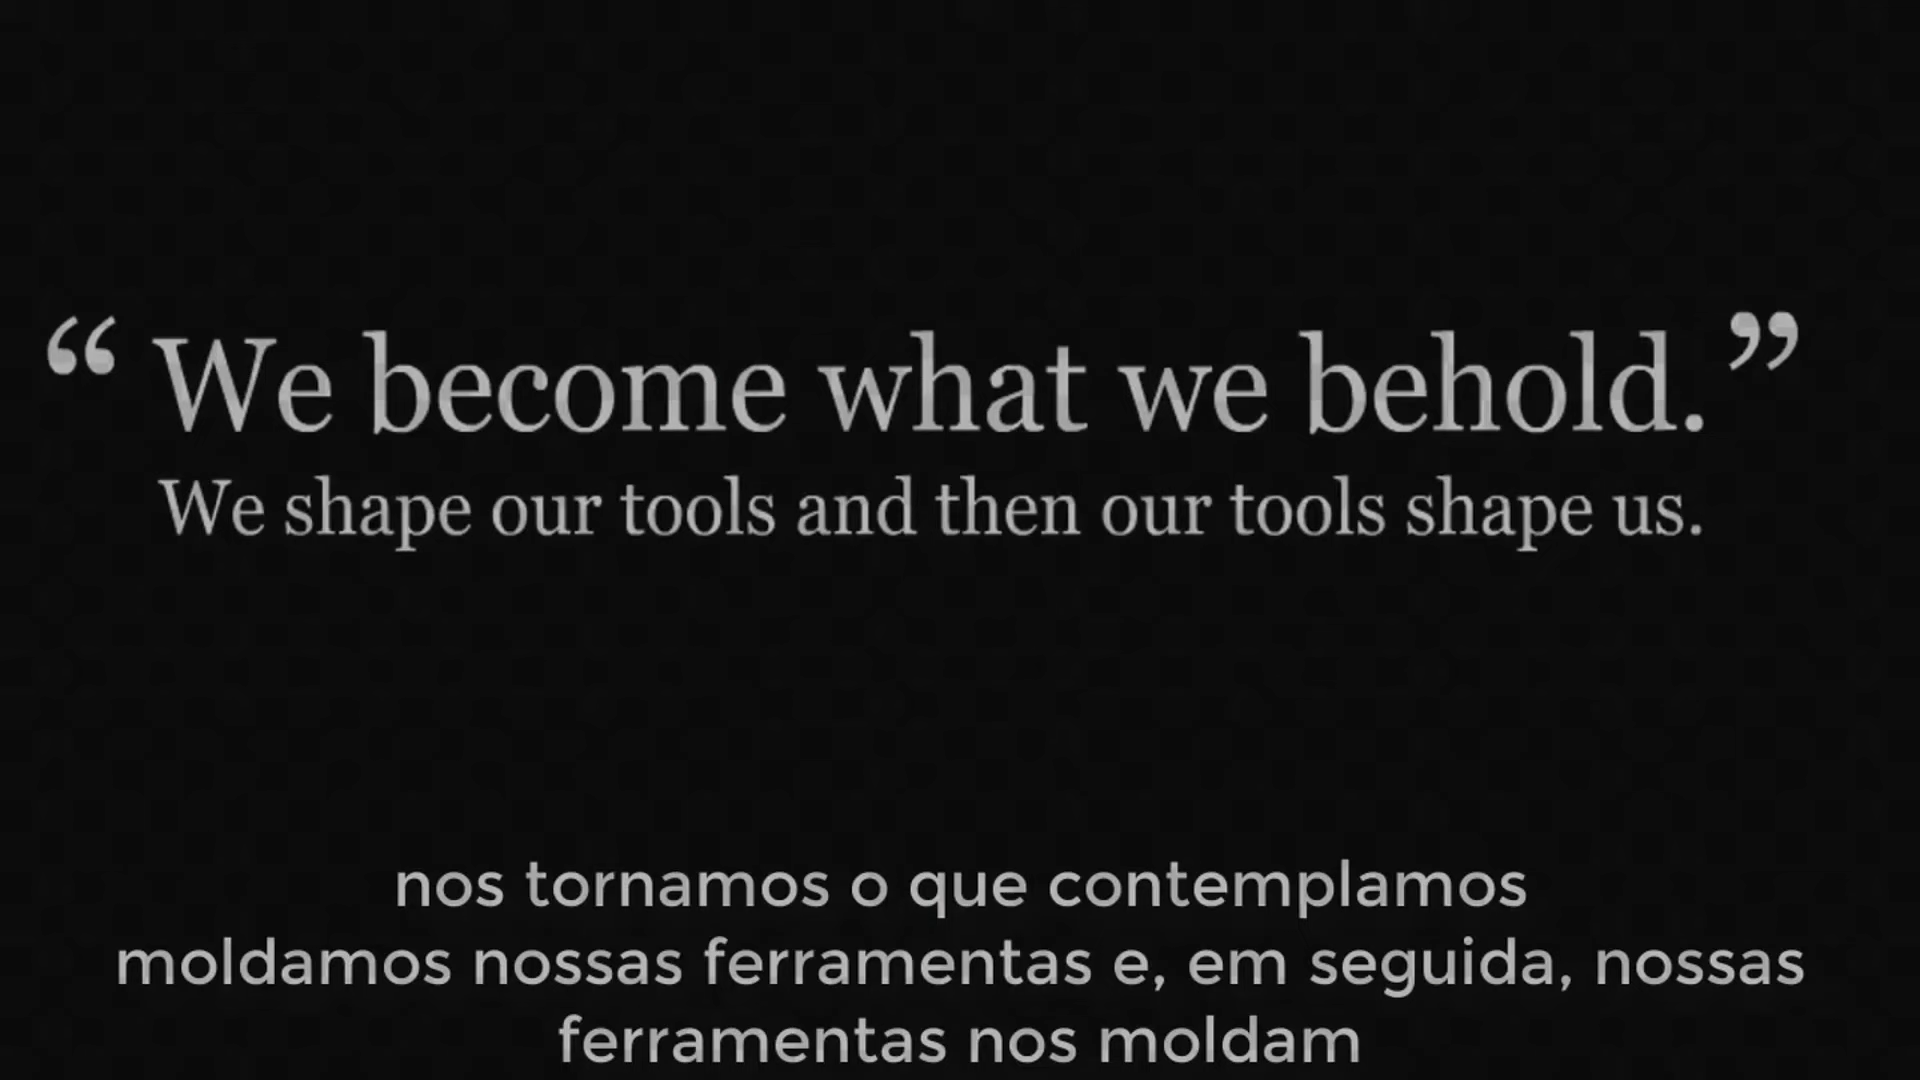 “We become what we behold.”
We shape our tools and then our tools shape us.
nos tornamos o que contemplamos
moldamos nossas ferramentas e, em seguida, nossas
ferramentas nos moldam